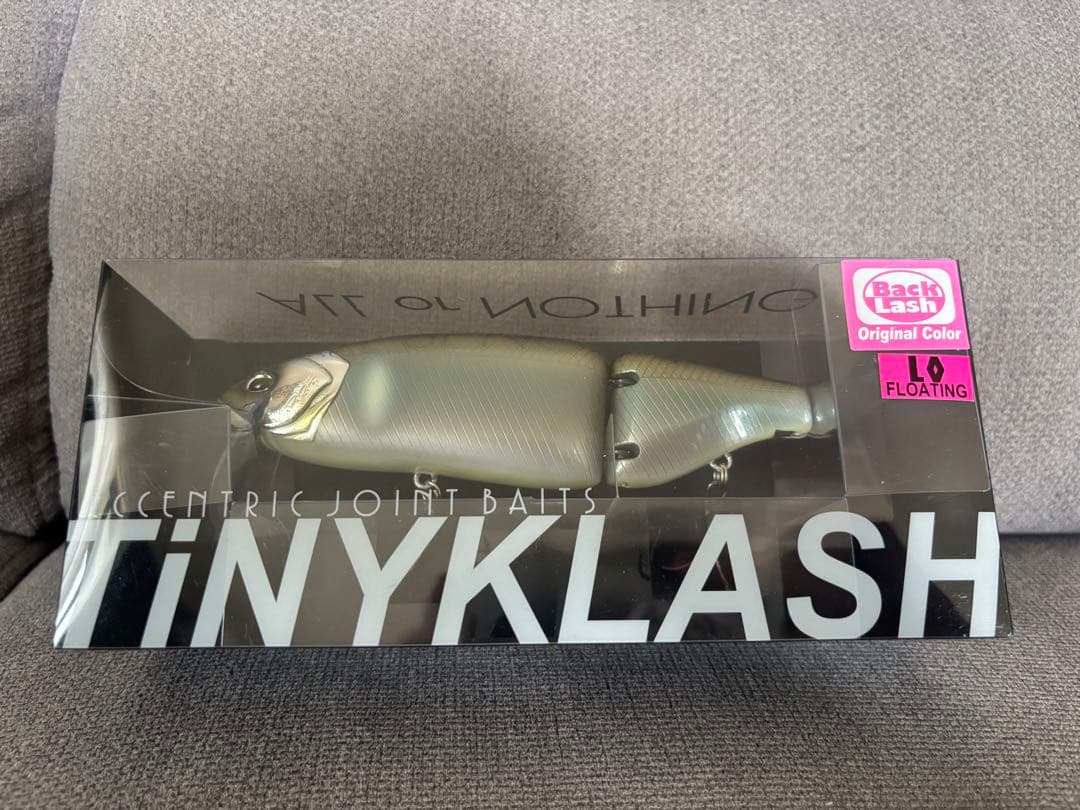 ALL or NOTHING
Back
Lash
Original Color
LO
FLOATING
CCENTRIC JOINT BAITS
TiNYKLASH